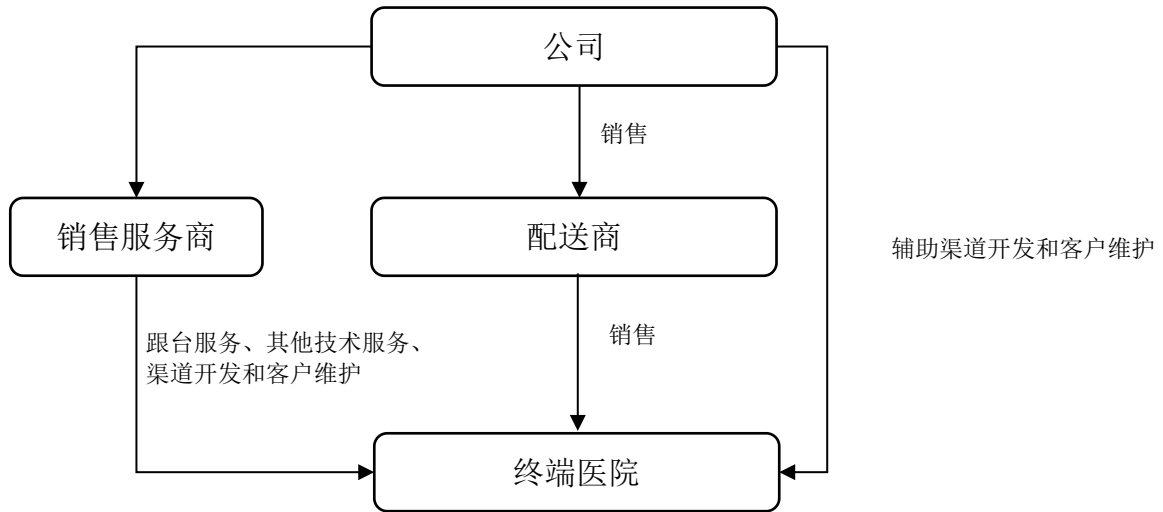 公司
销售
销售服务商
配送商
辅助渠道开发和客户维护
销售
跟台服务、其他技术服务、
渠道开发和客户维护
终端医院